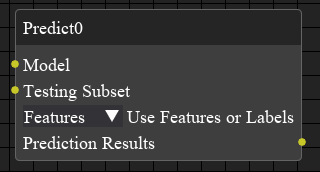 Predict0
Model
Testing Subset
Features ▼ Use Features or Labels
Prediction Results